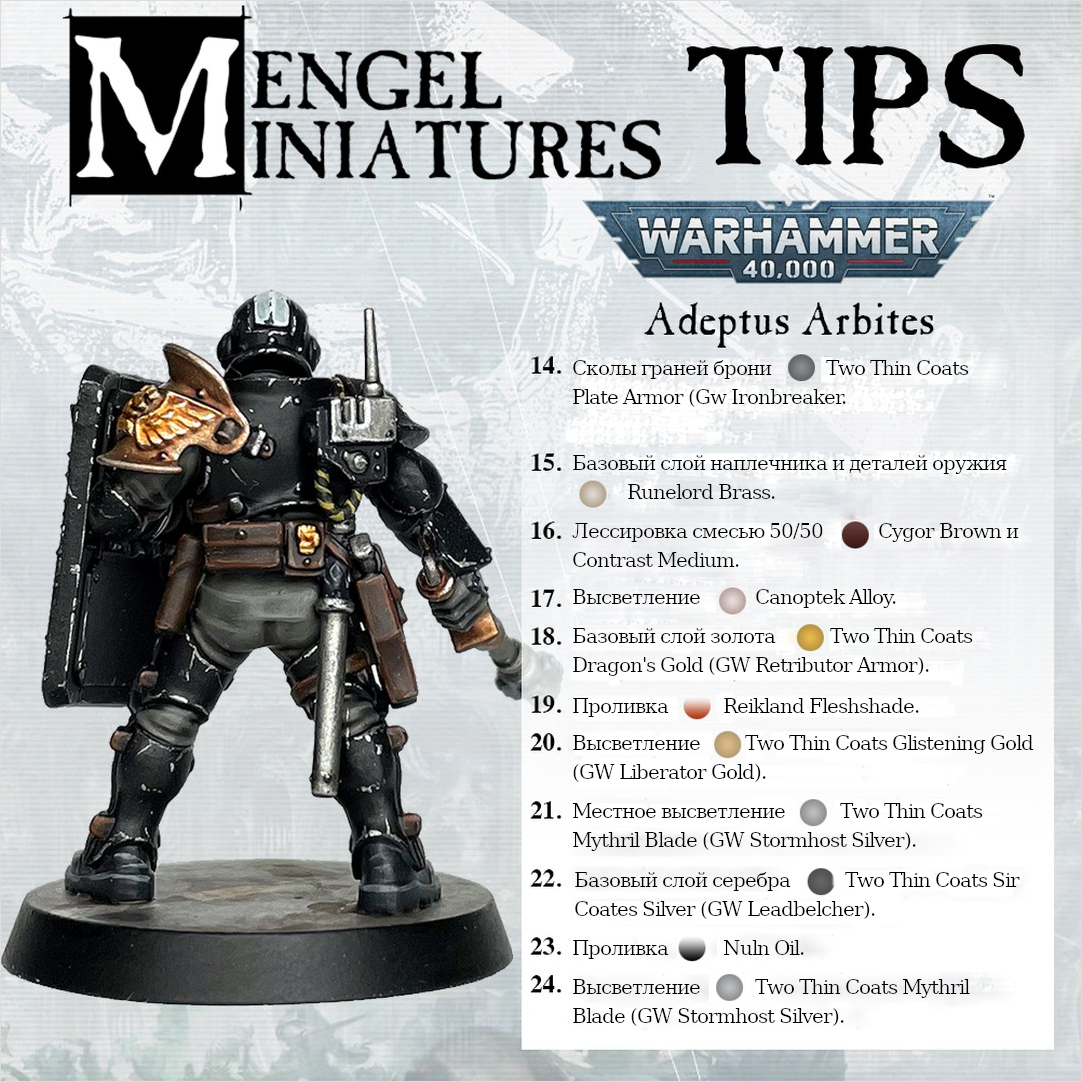 MENGEL
MINIATURES
TIPS
WARHAMMER
40,000
™
Adeptus Arbites
14. Сколы граней брони Two Thin Coats
Plate Armor (Gw Ironbreaker.
15. Базовый слой наплечника и деталей оружия
Runelord Brass.
16. Лессировка смесью 50/50 Cygor Brown и
Contrast Medium.
17. Высветление Canoptek Alloy.
18. Базовый слой золота Two Thin Coats
Dragon's Gold (GW Retributor Armor).
19. Проливка Reikland Fleshshade.
20. Высветление Two Thin Coats Glistening Gold
(GW Liberator Gold).
21. Местное высветление Two Thin Coats
Mythril Blade (GW Stormhost Silver).
22. Базовый слой серебра Two Thin Coats Sir
Coates Silver (GW Leadbelcher).
23. Проливка Nuln Oil.
24. Высветление Two Thin Coats Mythril
Blade (GW Stormhost Silver).